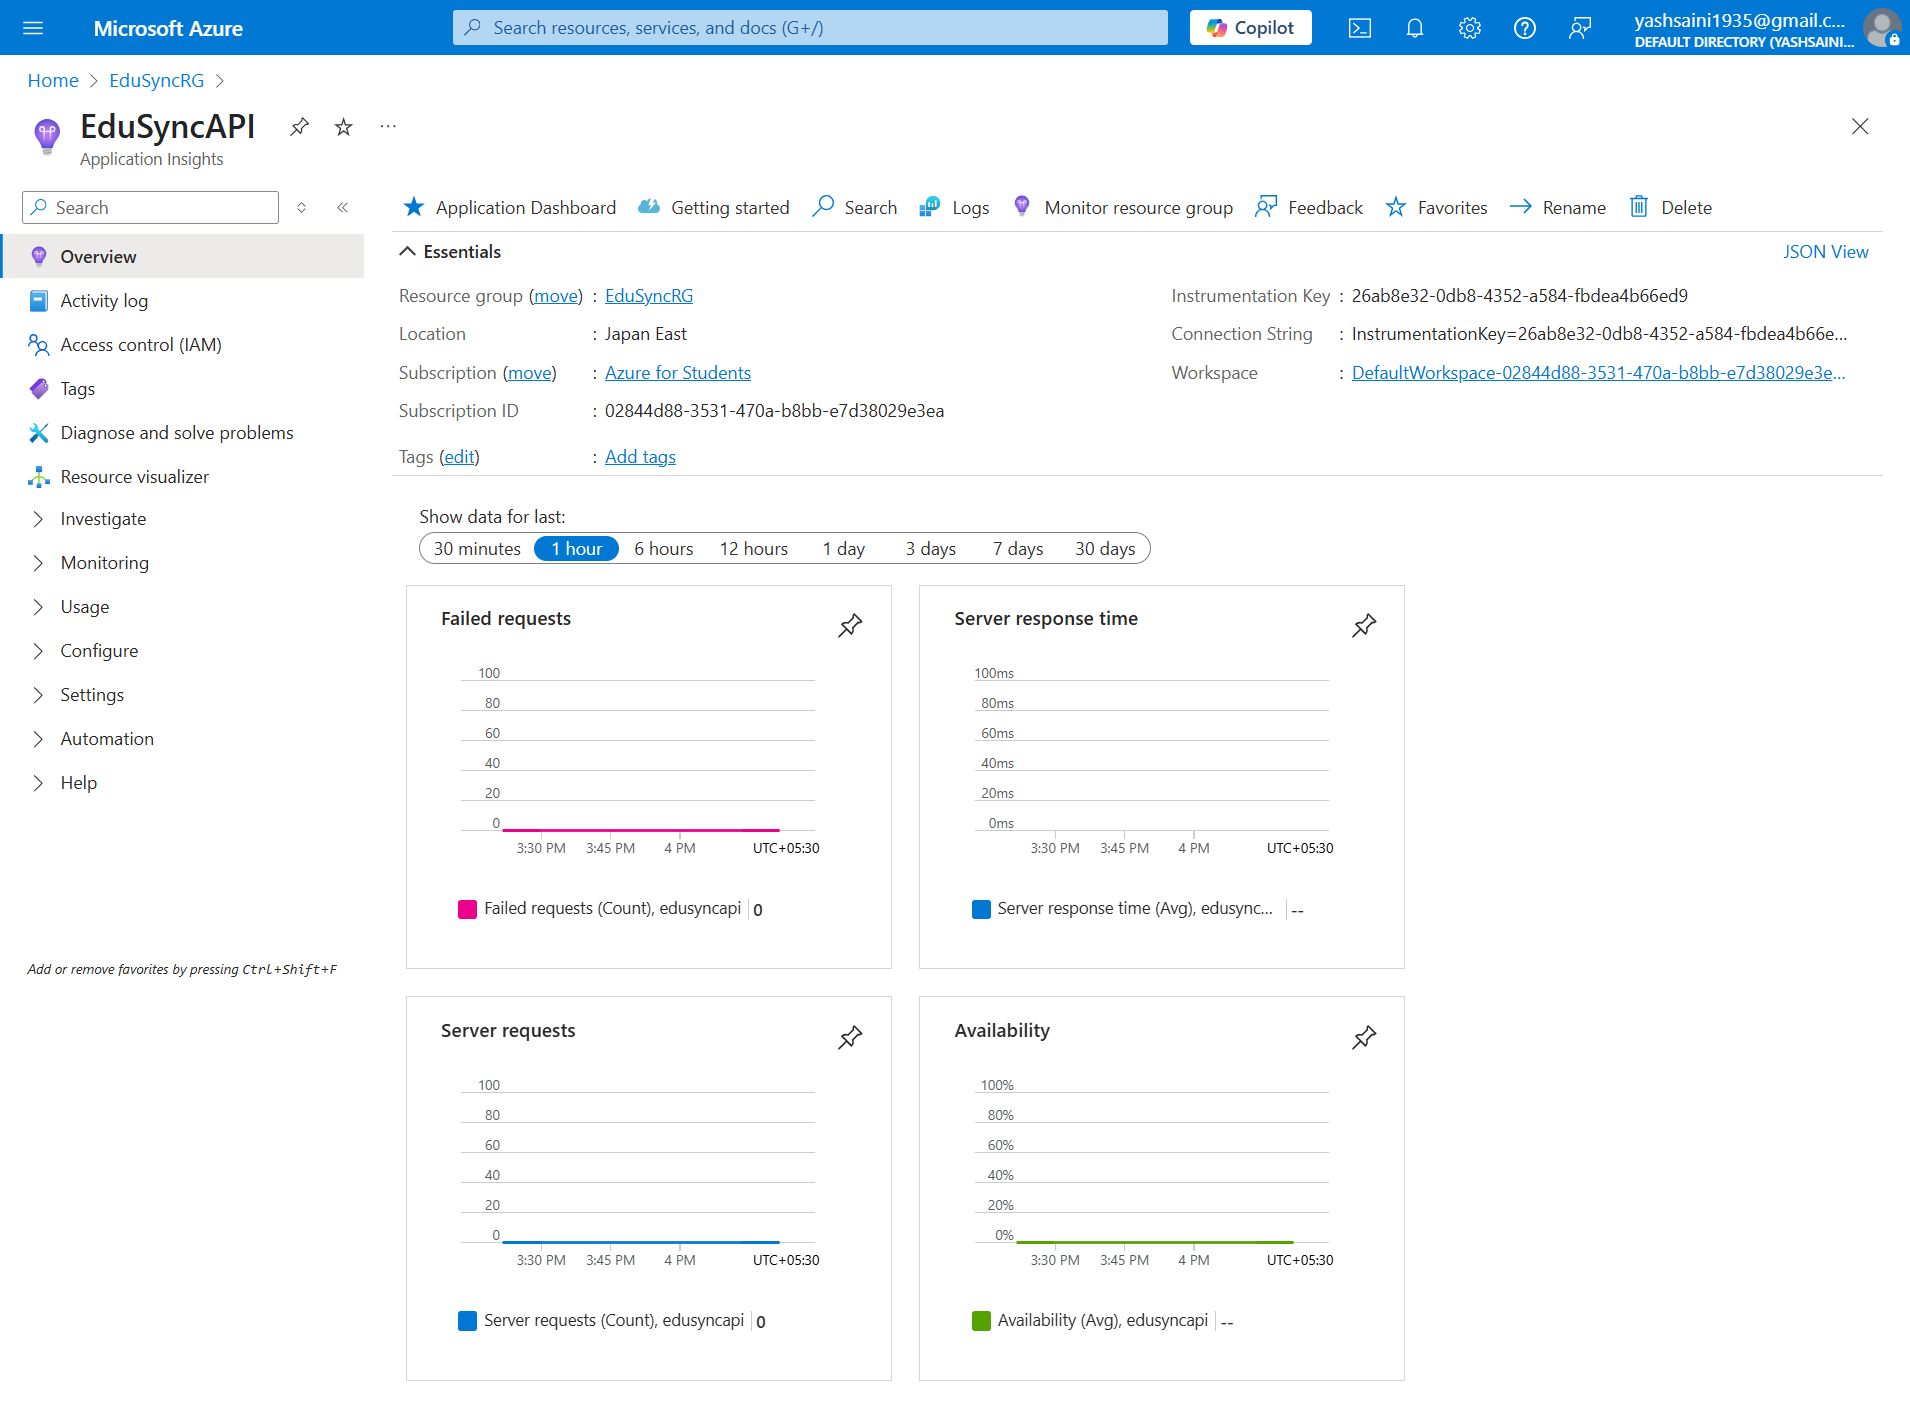 Microsoft Azure
Search resources, services, and docs (G+/)
Copilot
yashsaini1935@gmail.c...
DEFAULT DIRECTORY (YASHSAINI...
Home > EduSyncRG >
EduSyncAPI
Application Insights
Search
Overview
Activity log
Access control (IAM)
Tags
Diagnose and solve problems
Resource visualizer
Investigate
Monitoring
Usage
Configure
Settings
Automation
Help
Add or remove favorites by pressing Ctrl+Shift+F
Application Dashboard Getting started Search Logs Monitor resource group Feedback Favorites Rename Delete
Essentials
JSON View
Resource group (move) : EduSyncRG
Location : Japan East
Subscription (move) : Azure for Students
Subscription ID : 02844d88-3531-470a-b8bb-e7d38029e3ea
Tags (edit) : Add tags
Instrumentation Key : 26ab8e32-0db8-4352-a584-fbdea4b66ed9
Connection String : InstrumentationKey=26ab8e32-0db8-4352-a584-fbdea4b66e...
Workspace : DefaultWorkspace-02844d88-3531-470a-b8bb-e7d38029e3e...
Show data for last:
30 minutes 1 hour 6 hours 12 hours 1 day 3 days 7 days 30 days
Failed requests
100
80
60
40
20
0
3:30 PM 3:45 PM 4 PM UTC+05:30
Failed requests (Count), edusyncapi 0
Server response time
100ms
80ms
60ms
40ms
20ms
0ms
3:30 PM 3:45 PM 4 PM UTC+05:30
Server response time (Avg), edusync... --
Server requests
100
80
60
40
20
0
3:30 PM 3:45 PM 4 PM UTC+05:30
Server requests (Count), edusyncapi 0
Availability
100%
80%
60%
40%
20%
0%
3:30 PM 3:45 PM 4 PM UTC+05:30
Availability (Avg), edusyncapi --